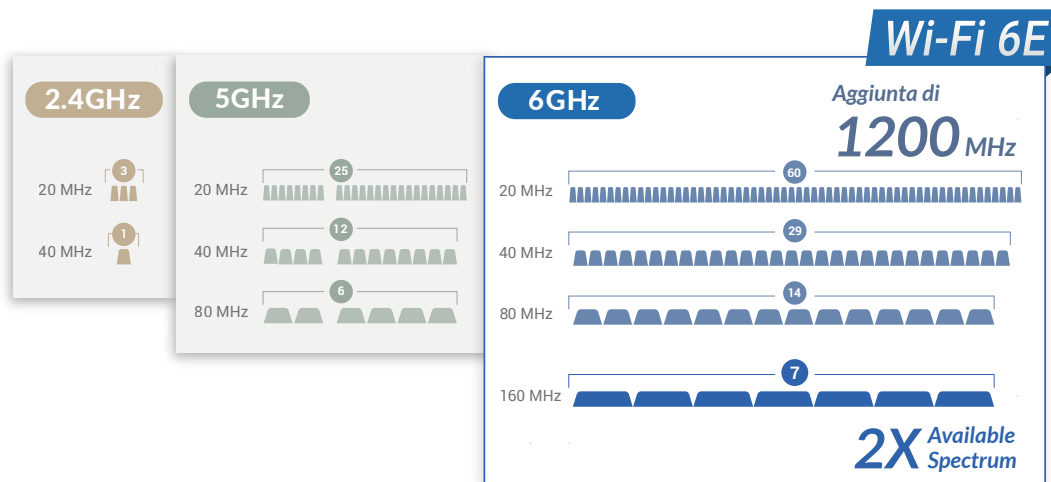 Wi-Fi 6E
2.4GHz
3
20 MHz
1
40 MHz
5GHz
25
20 MHz
12
40 MHz
6
80 MHz
6GHz
Aggiunta di
1200 MHz
60
20 MHz
29
40 MHz
14
80 MHz
7
160 MHz
2X Available
Spectrum